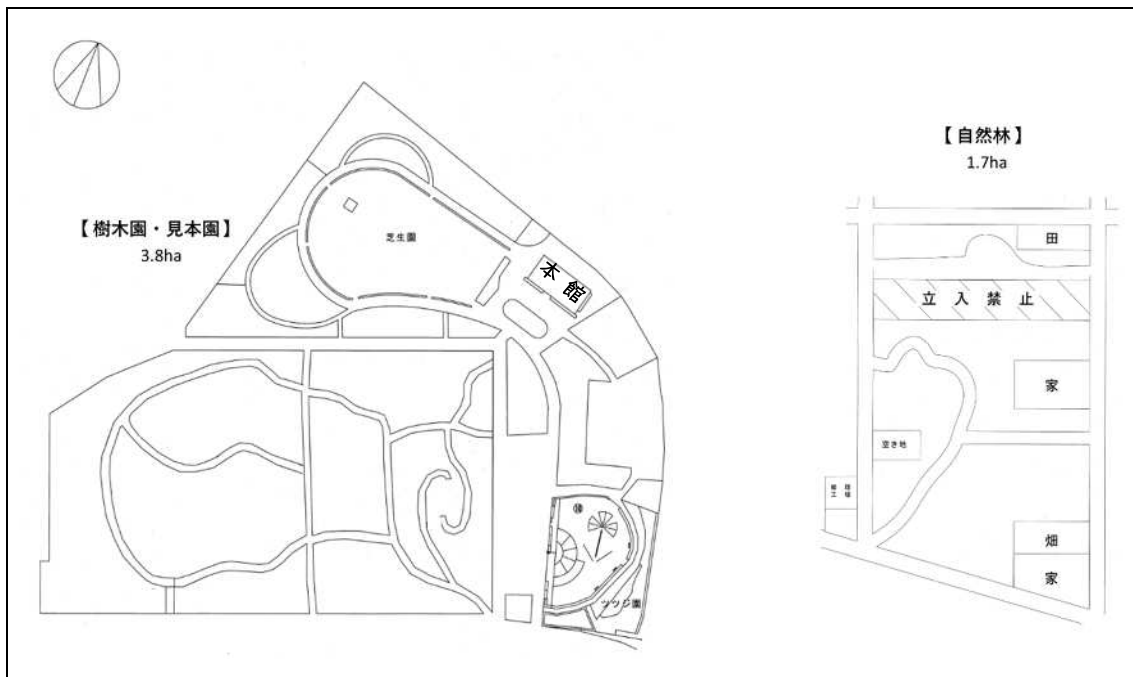 【樹木園・見本園】
3.8ha
芝生園
本館
ツツジ園
【自然林】
1.7ha
田
立入禁止
家
空き地
畑
家